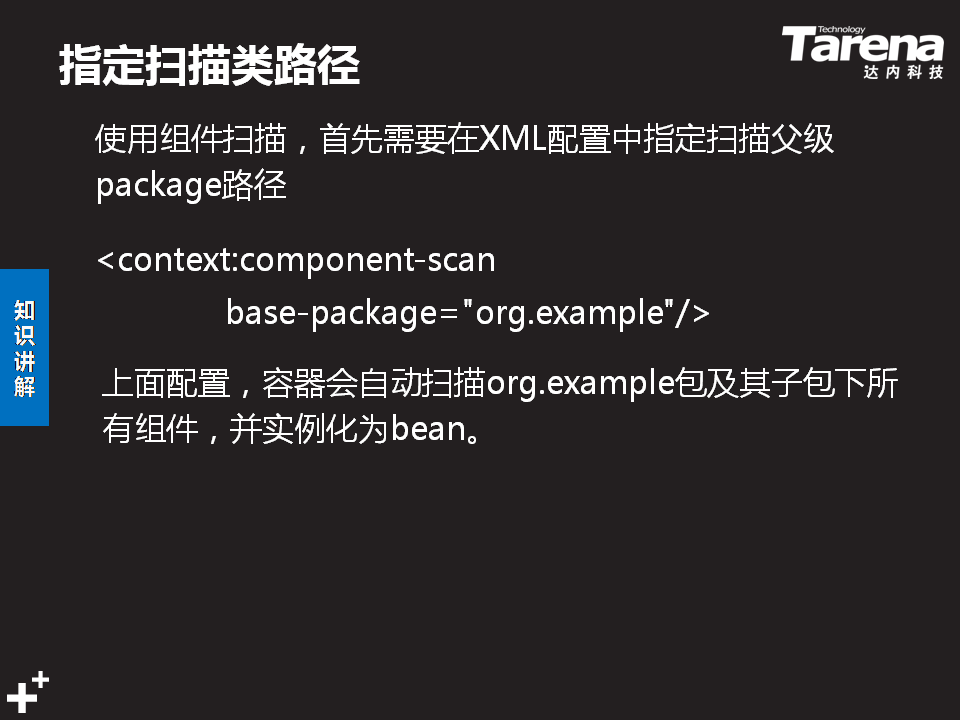 指定扫描类路径
Technology
Tarena
达内科技
使用组件扫描，首先需要在XML配置中指定扫描父级
package路径
<context:component-scan
base-package="org.example"/>
知识讲解
上面配置，容器会自动扫描org.example包及其子包下所
有组件，并实例化为bean。